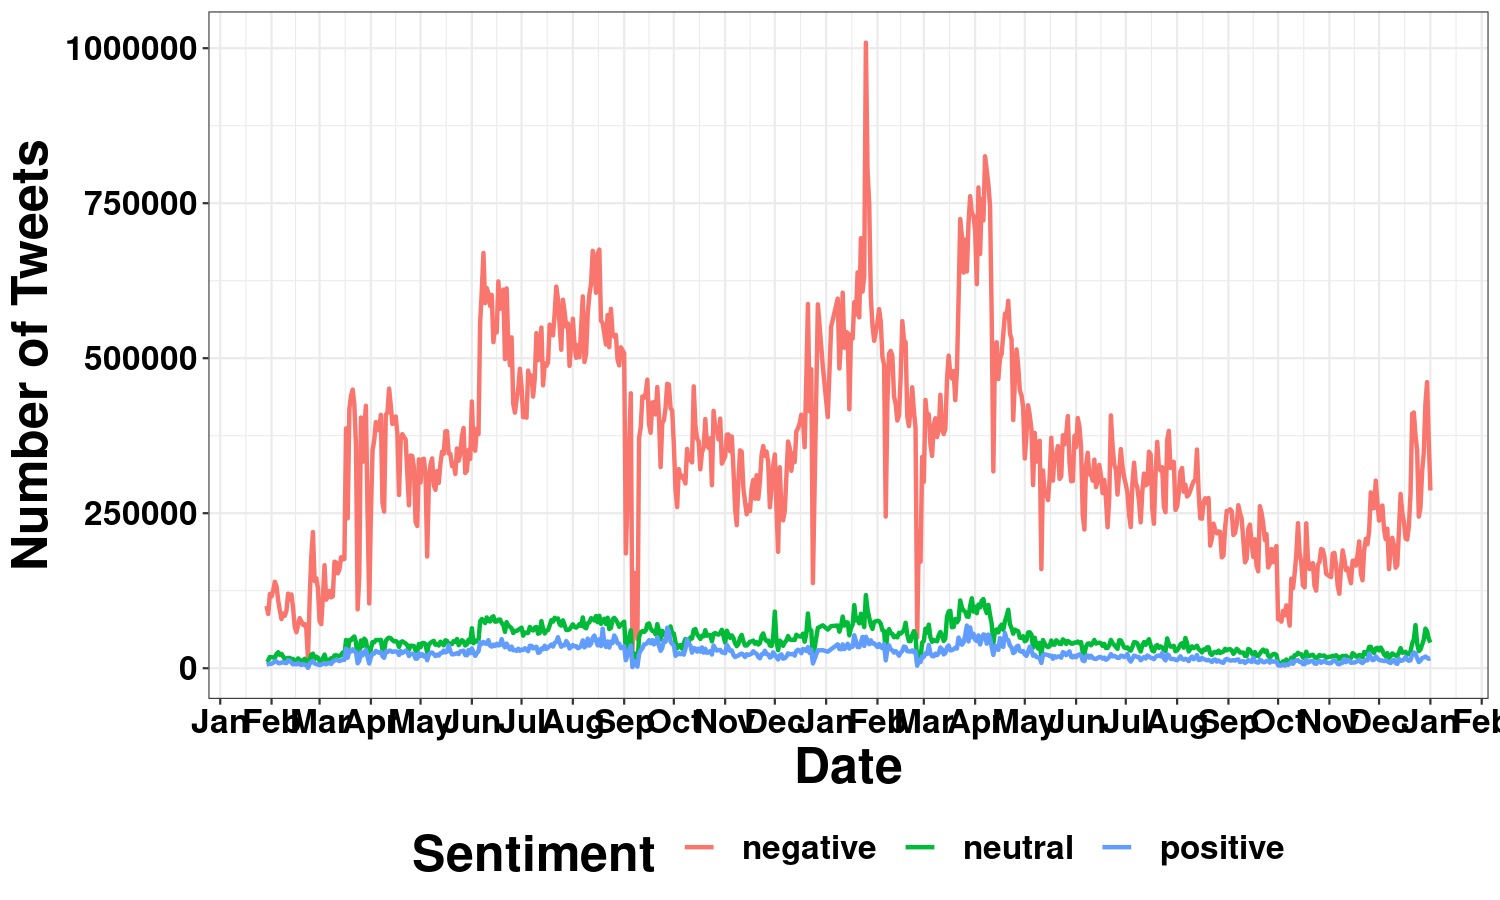 1000000
750000
500000
250000
0
Number of Tweets
Jan Feb Mar Apr May Jun Jul Aug Sep Oct Nov Dec Jan Feb Mar Apr May Jun Jul Aug Sep Oct Nov Dec Jan Feb
Date
Sentiment negative neutral positive